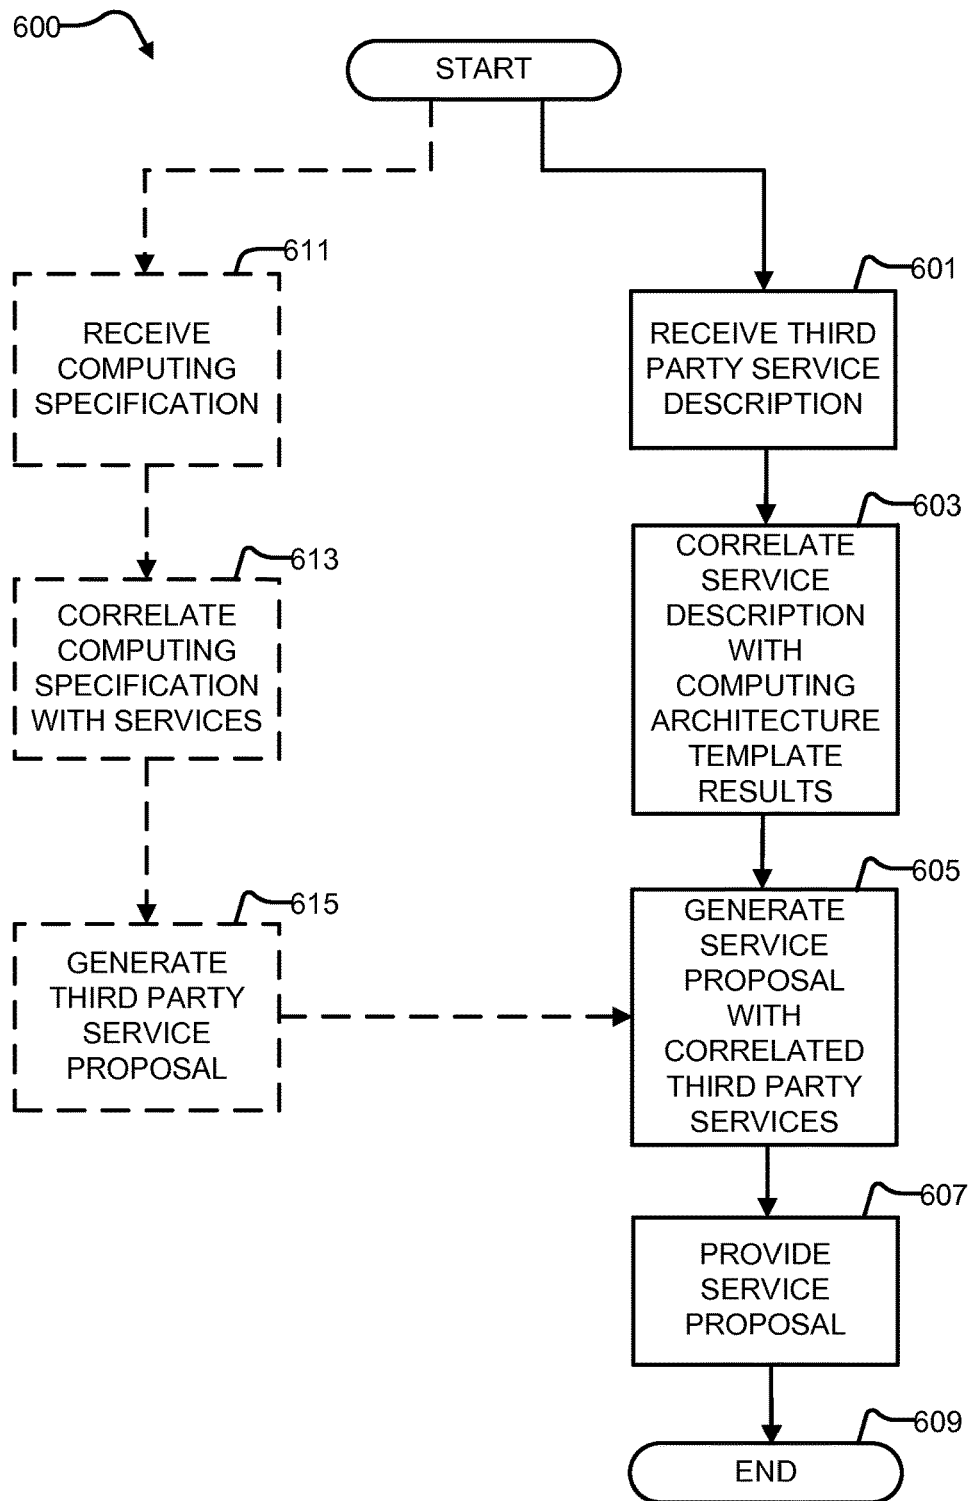 600
START
611
RECEIVE
COMPUTING
SPECIFICATION
601
RECEIVE THIRD
PARTY SERVICE
DESCRIPTION
613
CORRELATE
COMPUTING
SPECIFICATION
WITH SERVICES
603
CORRELATE
SERVICE
DESCRIPTION
WITH
COMPUTING
ARCHITECTURE
TEMPLATE
RESULTS
615
GENERATE
THIRD PARTY
SERVICE
PROPOSAL
605
GENERATE
SERVICE
PROPOSAL
WITH
CORRELATED
THIRD PARTY
SERVICES
607
PROVIDE
SERVICE
PROPOSAL
609
END